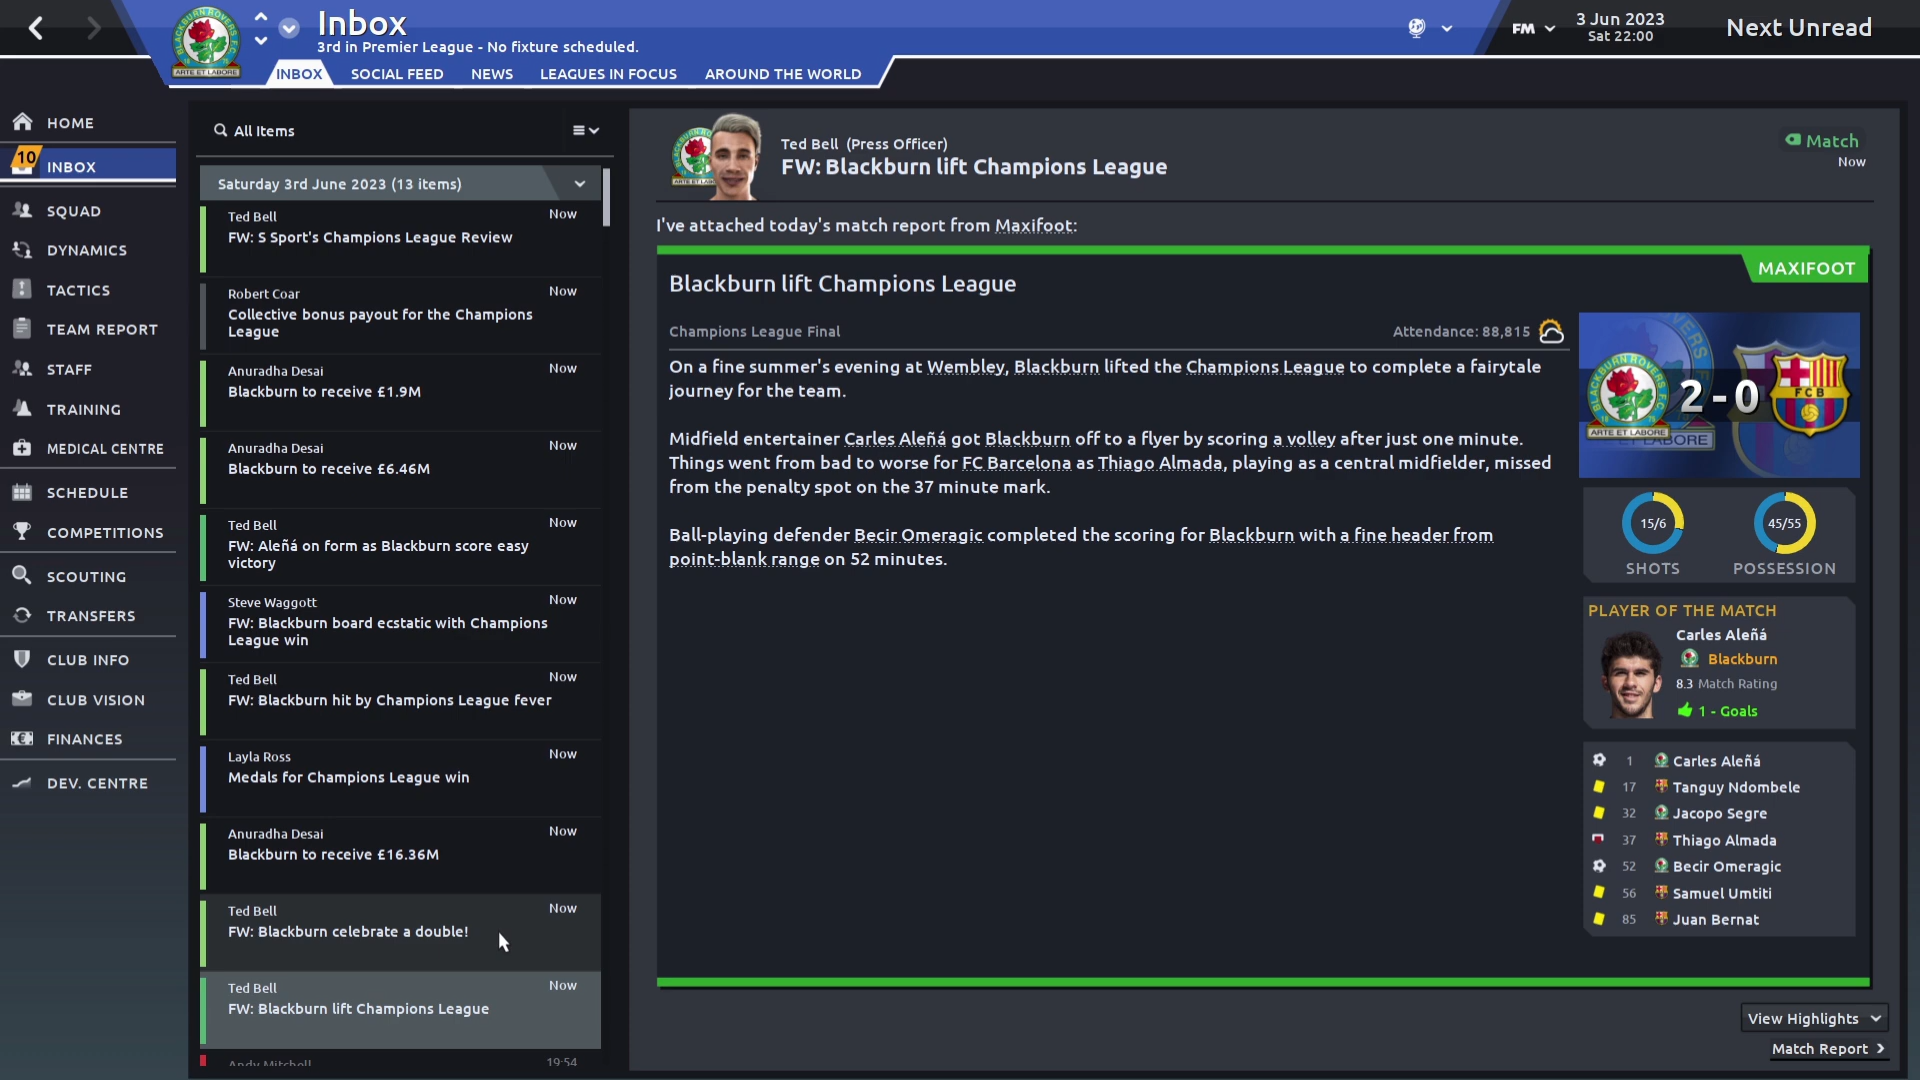 Inbox
3rd in Premier League - No fixture scheduled.
FM
3 Jun 2023
Sat 22:00
Next Unread
INBOX
SOCIAL FEED
NEWS
LEAGUES IN FOCUS
AROUND THE WORLD
HOME
10
INBOX
SQUAD
DYNAMICS
TACTICS
TEAM REPORT
STAFF
TRAINING
MEDICAL CENTRE
SCHEDULE
COMPETITIONS
SCOUTING
TRANSFERS
CLUB INFO
CLUB VISION
FINANCES
DEV. CENTRE
All Items
Saturday 3rd June 2023 (13 items)
Ted Bell Now
FW: S Sport's Champions League Review
Robert Coar Now
Collective bonus payout for the Champions
League
Anuradha Desai Now
Blackburn to receive £1.9M
Anuradha Desai Now
Blackburn to receive £6.46M
Ted Bell Now
FW: Aleñá on form as Blackburn score easy
victory
Steve Waggott Now
FW: Blackburn board ecstatic with Champions
League win
Ted Bell Now
FW: Blackburn hit by Champions League fever
Layla Ross Now
Medals for Champions League win
Anuradha Desai Now
Blackburn to receive £16.36M
Ted Bell Now
FW: Blackburn celebrate a double!
Ted Bell Now
FW: Blackburn lift Champions League
Andy Mitchell 19:54
Ted Bell (Press Officer)
FW: Blackburn lift Champions League
Match
Now
I've attached today's match report from Maxifoot:
MAXIFOOT
Blackburn lift Champions League
Champions League Final
Attendance: 88,815
On a fine summer's evening at Wembley, Blackburn lifted the Champions League to complete a fairytale
journey for the team.
Midfield entertainer Carles Aleñá got Blackburn off to a flyer by scoring a volley after just one minute.
Things went from bad to worse for FC Barcelona as Thiago Almada, playing as a central midfielder, missed
from the penalty spot on the 37 minute mark.
Ball-playing defender Becir Omeragic completed the scoring for Blackburn with a fine header from
point-blank range on 52 minutes.
2 - 0
BLACKBURN ROVERS F.C.
ARTE ET LABORE
FCB
15/6
SHOTS
45/55
POSSESSION
PLAYER OF THE MATCH
Carles Aleñá
Blackburn
8.3 Match Rating
1 - Goals
1 Carles Aleñá
17 Tanguy Ndombele
32 Jacopo Segre
37 Thiago Almada
52 Becir Omeragic
56 Samuel Umtiti
85 Juan Bernat
View Highlights
Match Report